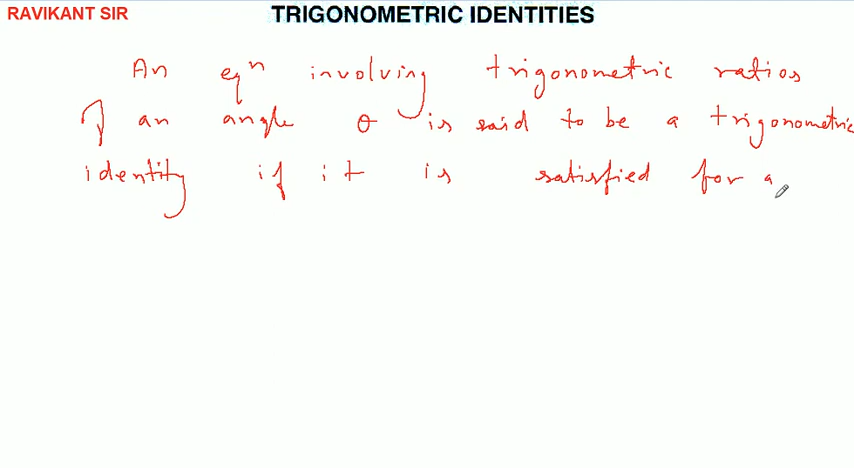 RAVIKANT SIR
TRIGONOMETRIC IDENTITIES
An eqⁿ involving trigonometric ratios
of an angle θ is said to be a trigonometric
identity if it is satisfied for a